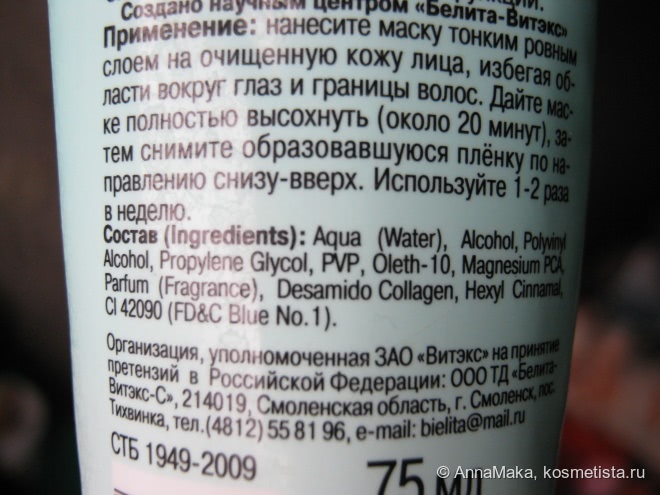 Создано научным центром «Белита-Витэкс»
Применение: нанесите маску тонким ровным
слоем на очищенную кожу лица, избегая об-
ласти вокруг глаз и границы волос. Дайте мас-
ке полностью высохнуть (около 20 минут), за-
тем снимите образовавшуюся плёнку по на-
правлению снизу-вверх. Используйте 1-2 раза
в неделю.
Состав (Ingredients): Aqua (Water), Alcohol, Polyvinyl
Alcohol, Propylene Glycol, PVP, Oleth-10, Magnesium PCA,
Parfum (Fragrance), Desamido Collagen, Hexyl Cinnamal,
CI 42090 (FD&C Blue No.1).
Организация, уполномоченная ЗАО «Витэкс» на принятие
претензий в Российской Федерации: ООО ТД «Белита-
Витэкс-С», 214019, Смоленская область, г. Смоленск, пос.
Тихвинка, тел.(4812) 55 81 96, e-mail: bielita@mail.ru
СТБ 1949-2009
75 мл
© AnnaMaka, kosmetista.ru